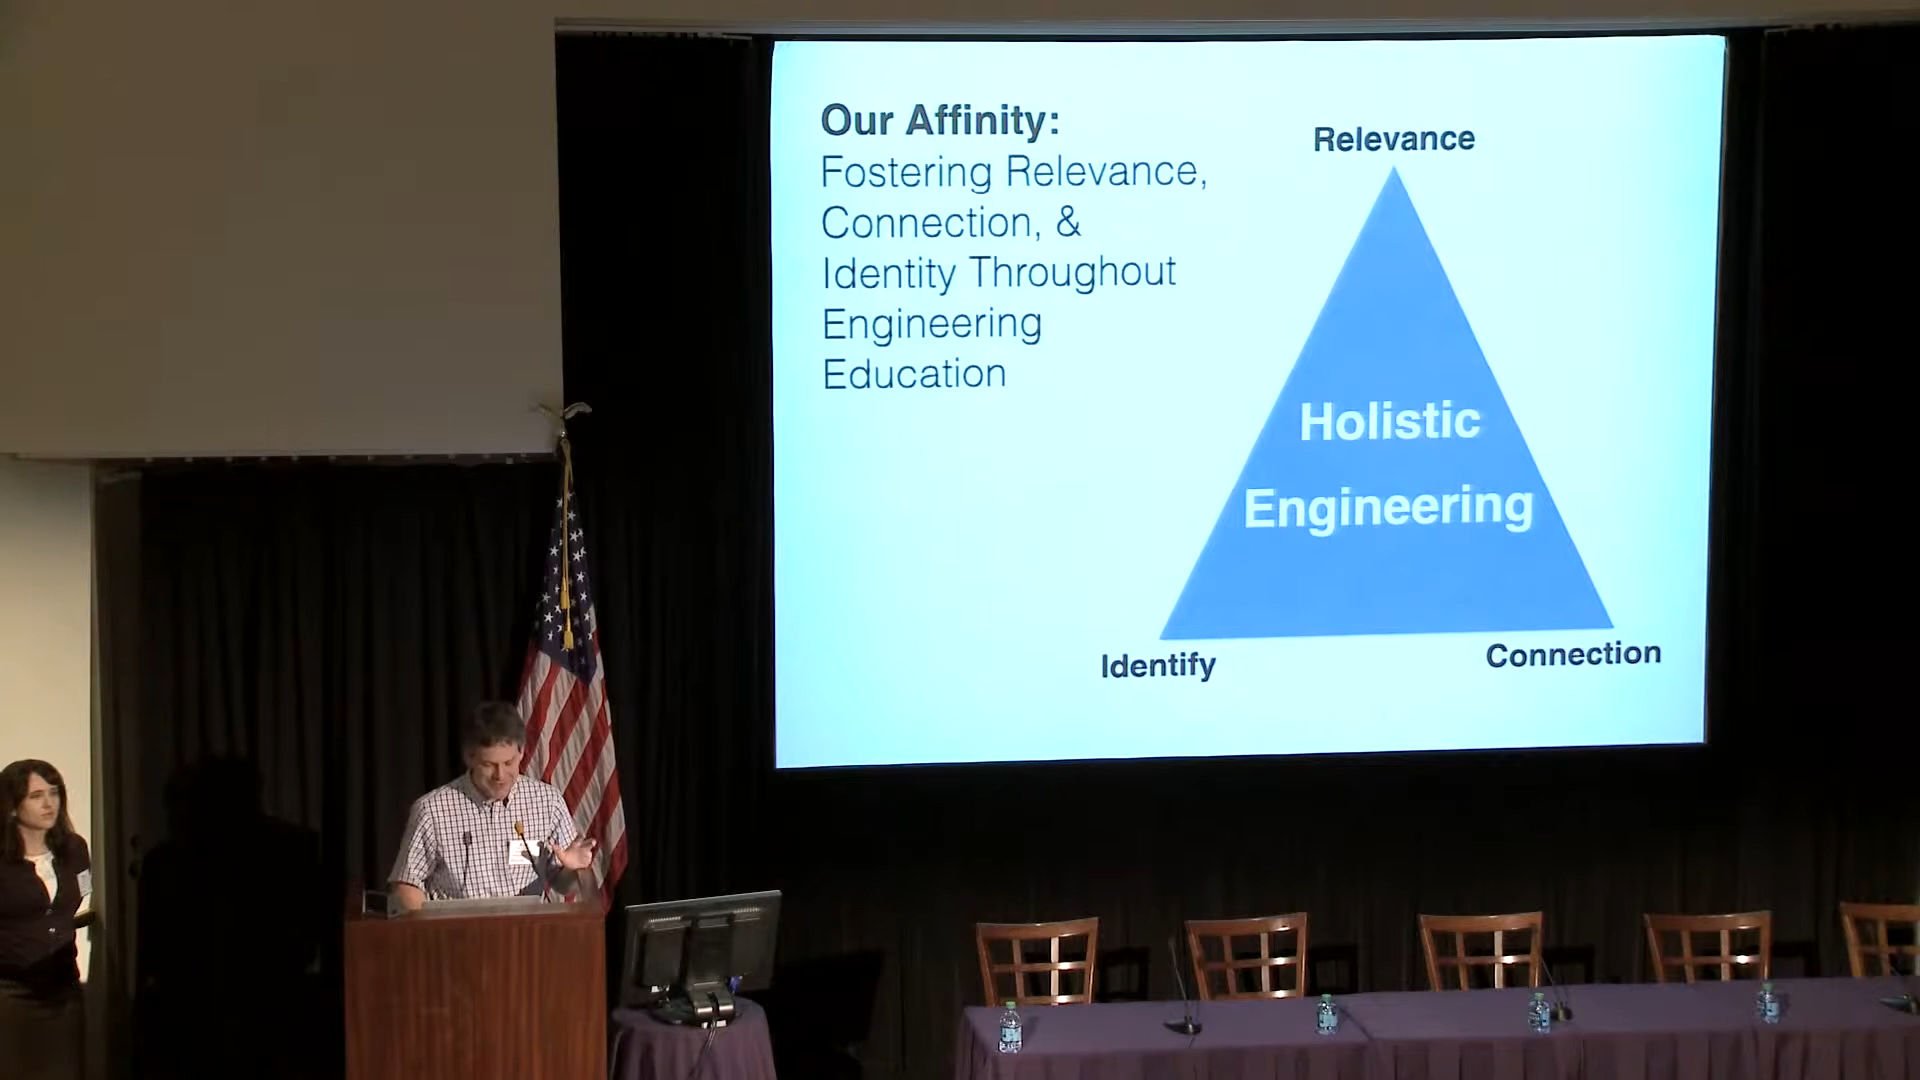 Our Affinity:
Fostering Relevance,
Connection, &
Identity Throughout
Engineering
Education
Relevance
Holistic
Engineering
Identify
Connection